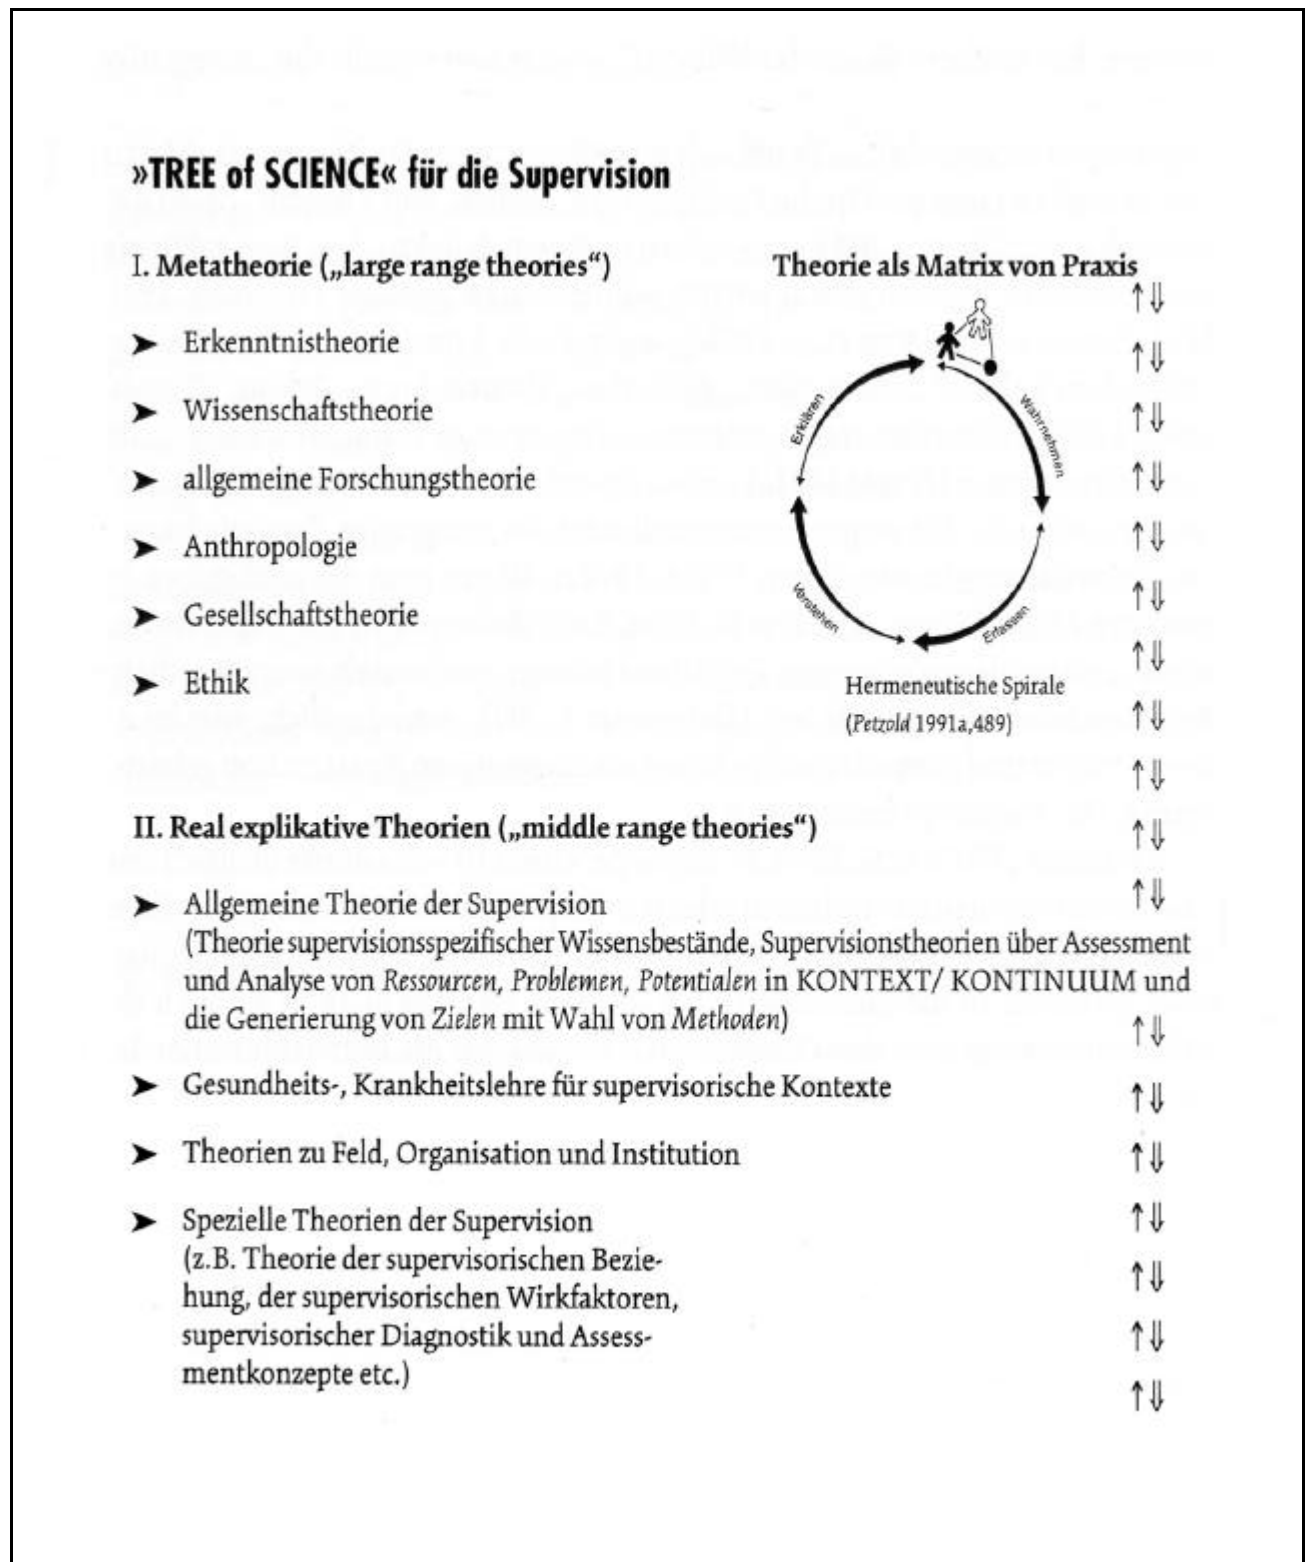 »TREE of SCIENCE« für die Supervision
I. Metatheorie („large range theories“)
Theorie als Matrix von Praxis
➤ Erkenntnistheorie
➤ Wissenschaftstheorie
➤ allgemeine Forschungstheorie
➤ Anthropologie
➤ Gesellschaftstheorie
➤ Ethik
Erklären
Wahrnehmen
Verstehen
Erfassen
Hermeneutische Spirale
(Petzold 1991a,489)
II. Real explikative Theorien („middle range theories“)
➤ Allgemeine Theorie der Supervision
(Theorie supervisionsspezifischer Wissensbestände, Supervisionstheorien über Assessment
und Analyse von Ressourcen, Problemen, Potentialen in KONTEXT/ KONTINUUM und
die Generierung von Zielen mit Wahl von Methoden)
➤ Gesundheits-, Krankheitslehre für supervisorische Kontexte
➤ Theorien zu Feld, Organisation und Institution
➤ Spezielle Theorien der Supervision
(z.B. Theorie der supervisorischen Bezie-
hung, der supervisorischen Wirkfaktoren,
supervisorischer Diagnostik und Assess-
mentkonzepte etc.)